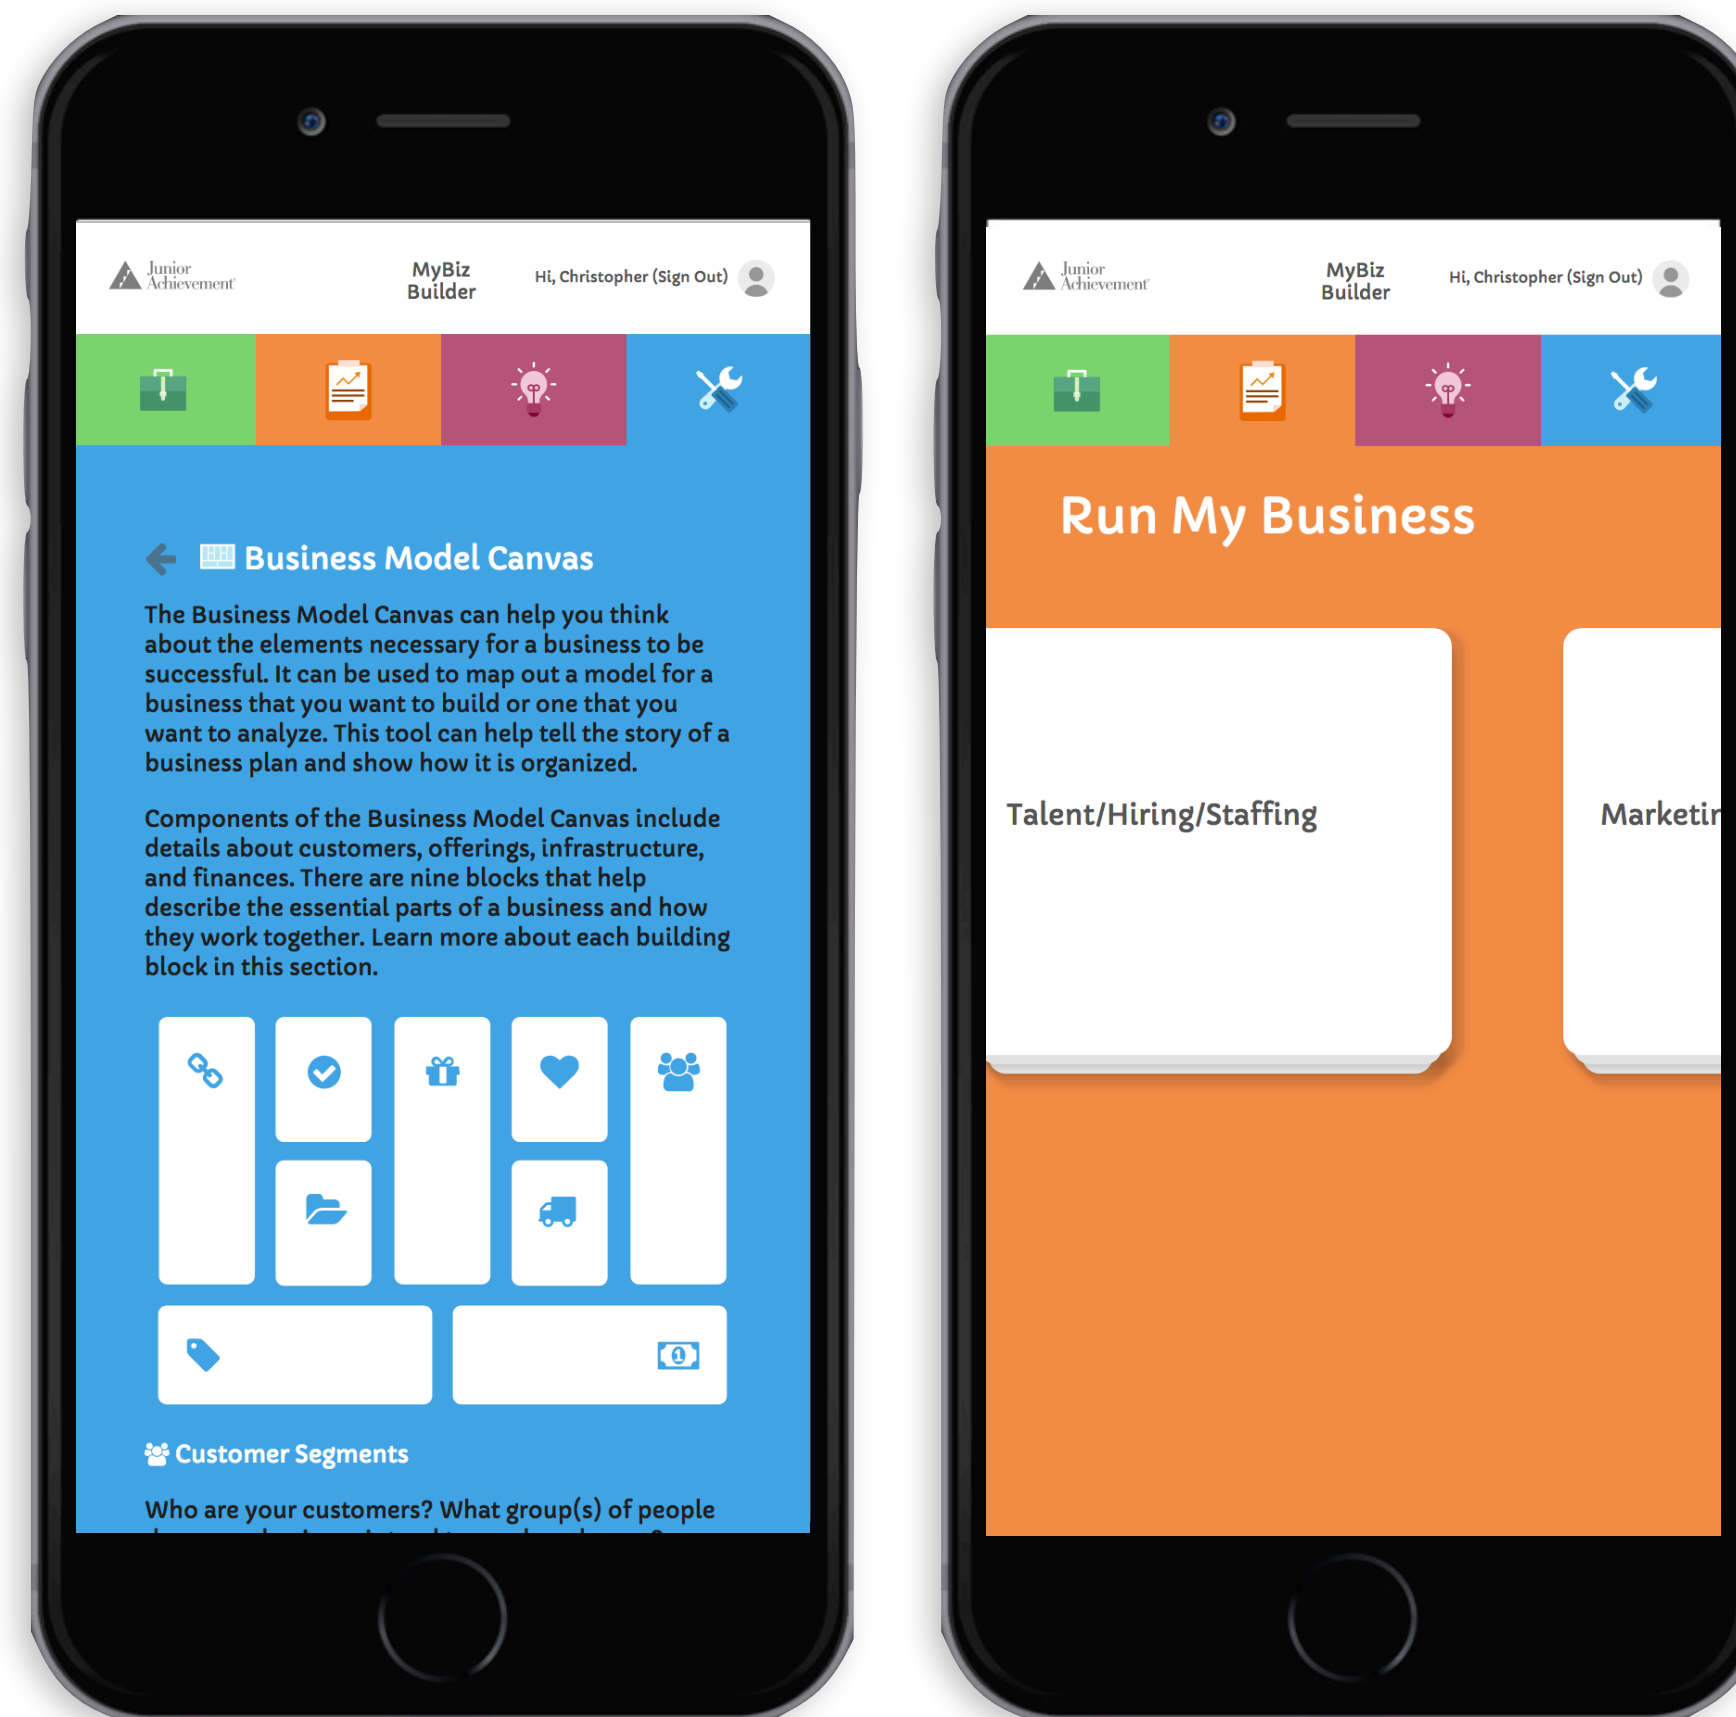 Junior
Achievement
MyBiz
Builder
Hi, Christopher (Sign Out)
Business Model Canvas
The Business Model Canvas can help you think
about the elements necessary for a business to be
successful. It can be used to map out a model for a
business that you want to build or one that you
want to analyze. This tool can help tell the story of a
business plan and show how it is organized.
Components of the Business Model Canvas include
details about customers, offerings, infrastructure,
and finances. There are nine blocks that help
describe the essential parts of a business and how
they work together. Learn more about each building
block in this section.
1
Customer Segments
Who are your customers? What group(s) of people
Junior
Achievement
MyBiz
Builder
Hi, Christopher (Sign Out)
Run My Business
Talent/Hiring/Staffing